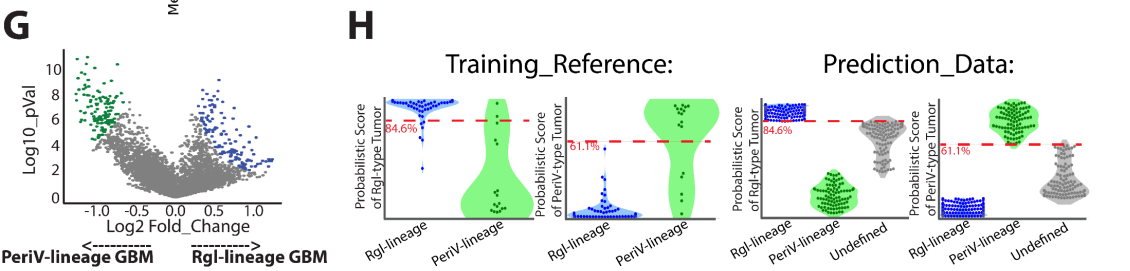 Me
G
H
Training_Reference:
Prediction_Data:
Log10_pVal
10
8
6
4
2
0
-1.0
-0.5
0.0
0.5
1.0
Log2 Fold_Change
<---------- ---------->
PeriV-lineage GBM
Rgl-lineage GBM
Probabilistic Score
of Rgl-type Tumor
84.6%
Rgl-lineage
PeriV-lineage
Probabilistic Score
of PeriV-type Tumor
61.1%
Rgl-lineage
PeriV-lineage
Probabilistic Score
of Rgl-type Tumor
84.6%
Rgl-lineage
PeriV-lineage
Undefined
Probabilistic Score
of PeriV-type Tumor
61.1%
Rgl-lineage
PeriV-lineage
Undefined